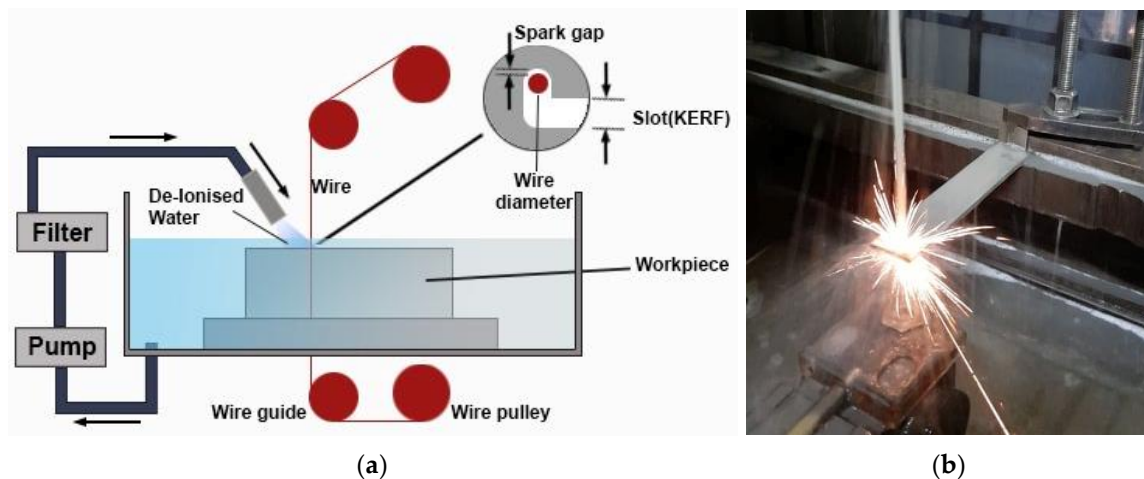 Spark gap
Slot(KERF)
Wire
Wire
diameter
De-Ionised
Water
Filter
Workpiece
Pump
Wire guide
Wire pulley
(a)
(b)